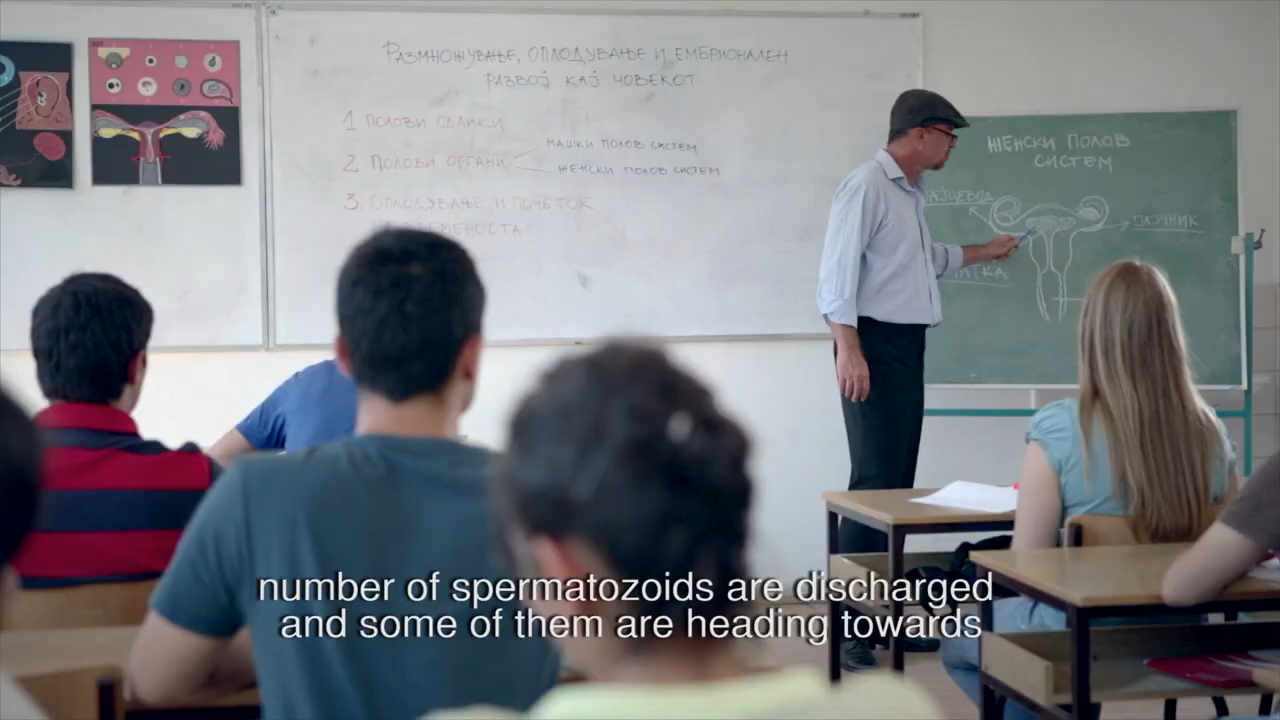 РАЗМНОЖУВАЊЕ, ОПЛОДУВАЊЕ И ЕМБРИОНАЛЕН
РАЗВОЈ КАЈ ЧОВЕКОТ
1 ПОЛОВИ ОДЛИКИ
2 ПОЛОВИ ОРГАНИ
МАШКИ ПОЛОВ СИСТЕМ
ЖЕНСКИ ПОЛОВ СИСТЕМ
3. ОПЛОДУВАЊЕ И ПОЧЕТОК
ЖЕНСКИ ПОЛОВ
СИСТЕМ
ЈАЈЦЕВОД
ЈАЈЧНИК
number of spermatozoids are discharged
and some of them are heading towards